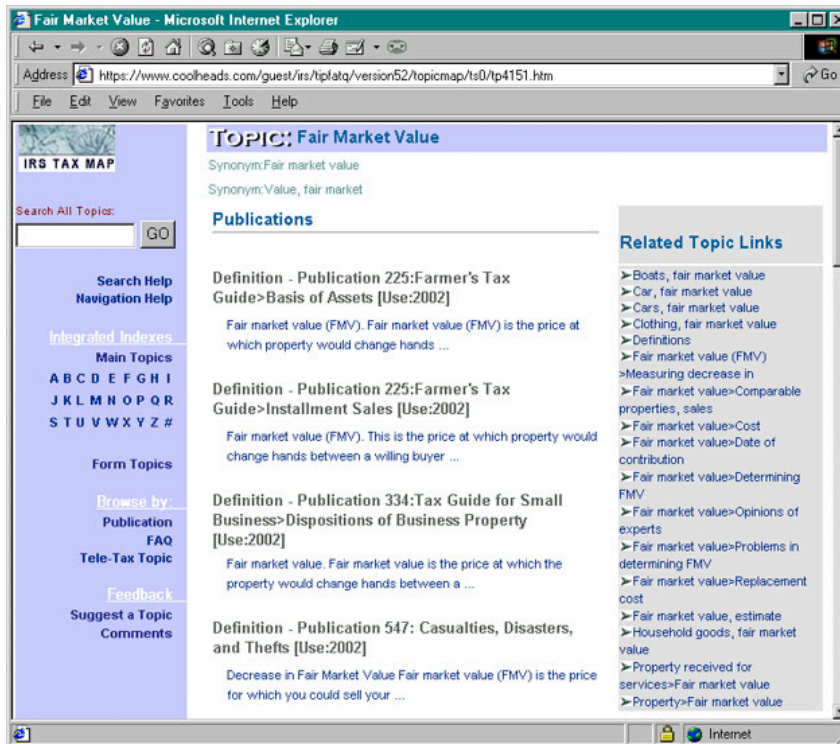 Fair Market Value - Microsoft Internet Explorer
Address https://www.coolheads.com/guest/irs/tipfatq/version52/topicmap/ts0/tp4151.htm Go
File Edit View Favorites Tools Help
IRS TAX MAP
Search All Topics:
GO
Search Help
Navigation Help
Integrated Indexes
Main Topics
A B C D E F G H I
J K L M N O P Q R
S T U V W X Y Z #
Form Topics
Browse by:
Publication
FAQ
Tele-Tax Topic
Feedback
Suggest a Topic
Comments
TOPIC: Fair Market Value
Synonym:Fair market value
Synonym:Value, fair market
Publications
Definition - Publication 225:Farmer's Tax
Guide>Basis of Assets [Use:2002]
Fair market value (FMV). Fair market value (FMV) is the price at
which property would change hands ...
Definition - Publication 225:Farmer's Tax
Guide>Installment Sales [Use:2002]
Fair market value (FMV). This is the price at which property would
change hands between a willing buyer ...
Definition - Publication 334:Tax Guide for Small
Business>Dispositions of Business Property
[Use:2002]
Fair market value. Fair market value is the price at which the
property would change hands between a ...
Definition - Publication 547: Casualties, Disasters,
and Thefts [Use:2002]
Decrease in Fair Market Value Fair market value (FMV) is the price
for which you could sell your ...
Related Topic Links
➤Boats, fair market value
➤Car, fair market value
➤Cars, fair market value
➤Clothing, fair market value
➤Definitions
➤Fair market value (FMV)
>Measuring decrease in
➤Fair market value>Comparable
properties, sales
➤Fair market value>Cost
➤Fair market value>Date of
contribution
➤Fair market value>Determining
FMV
➤Fair market value>Opinions of
experts
➤Fair market value>Problems in
determining FMV
➤Fair market value>Replacement
cost
➤Fair market value, estimate
➤Household goods, fair market
value
➤Property received for
services>Fair market value
➤Property>Fair market value
Internet